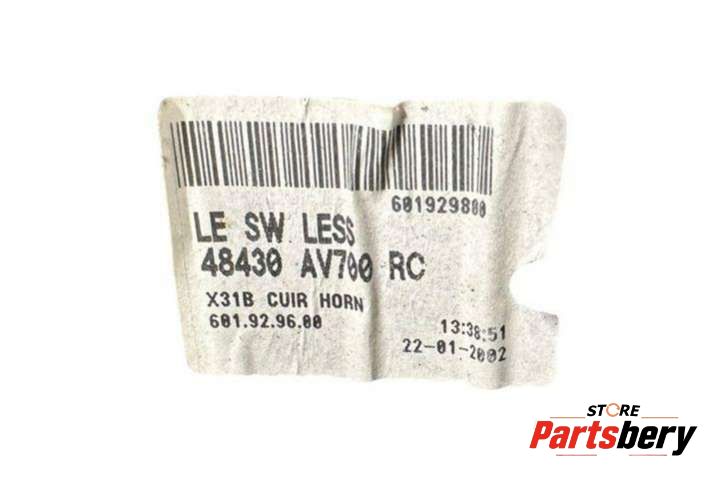 601929800
LE SW LESS
48430 AV700 RC
X31B CUIR HORN
601.92.96.00
13:38:51
22-01-2002
STORE
Partsbery